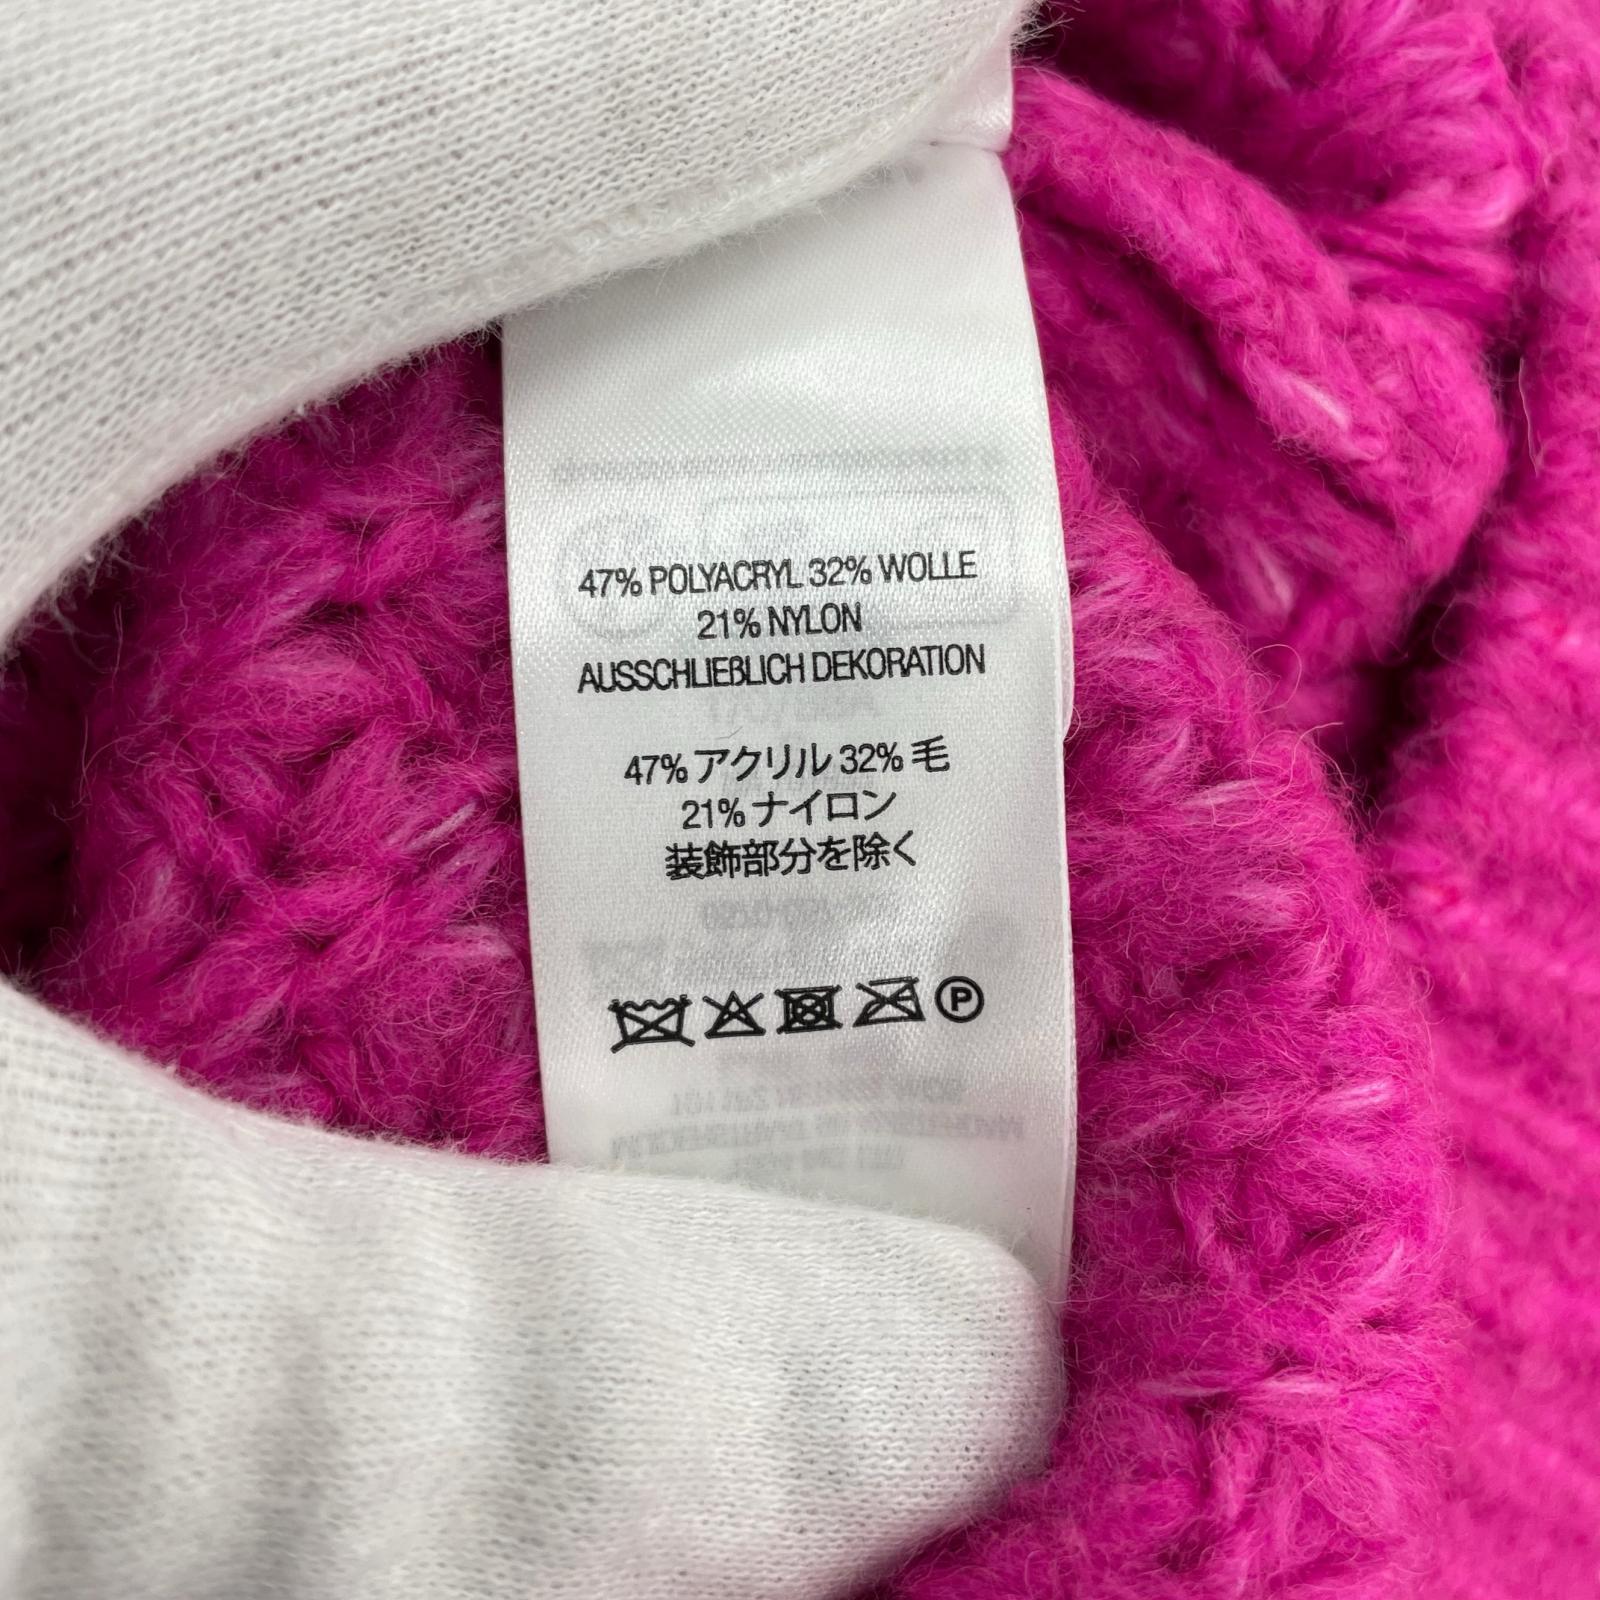 47% POLYACRYL 32% WOLLE
21% NYLON
AUSSCHLIEßLICH DEKORATION
47% アクリル 32% 毛
21% ナイロン
装飾部分を除く
P